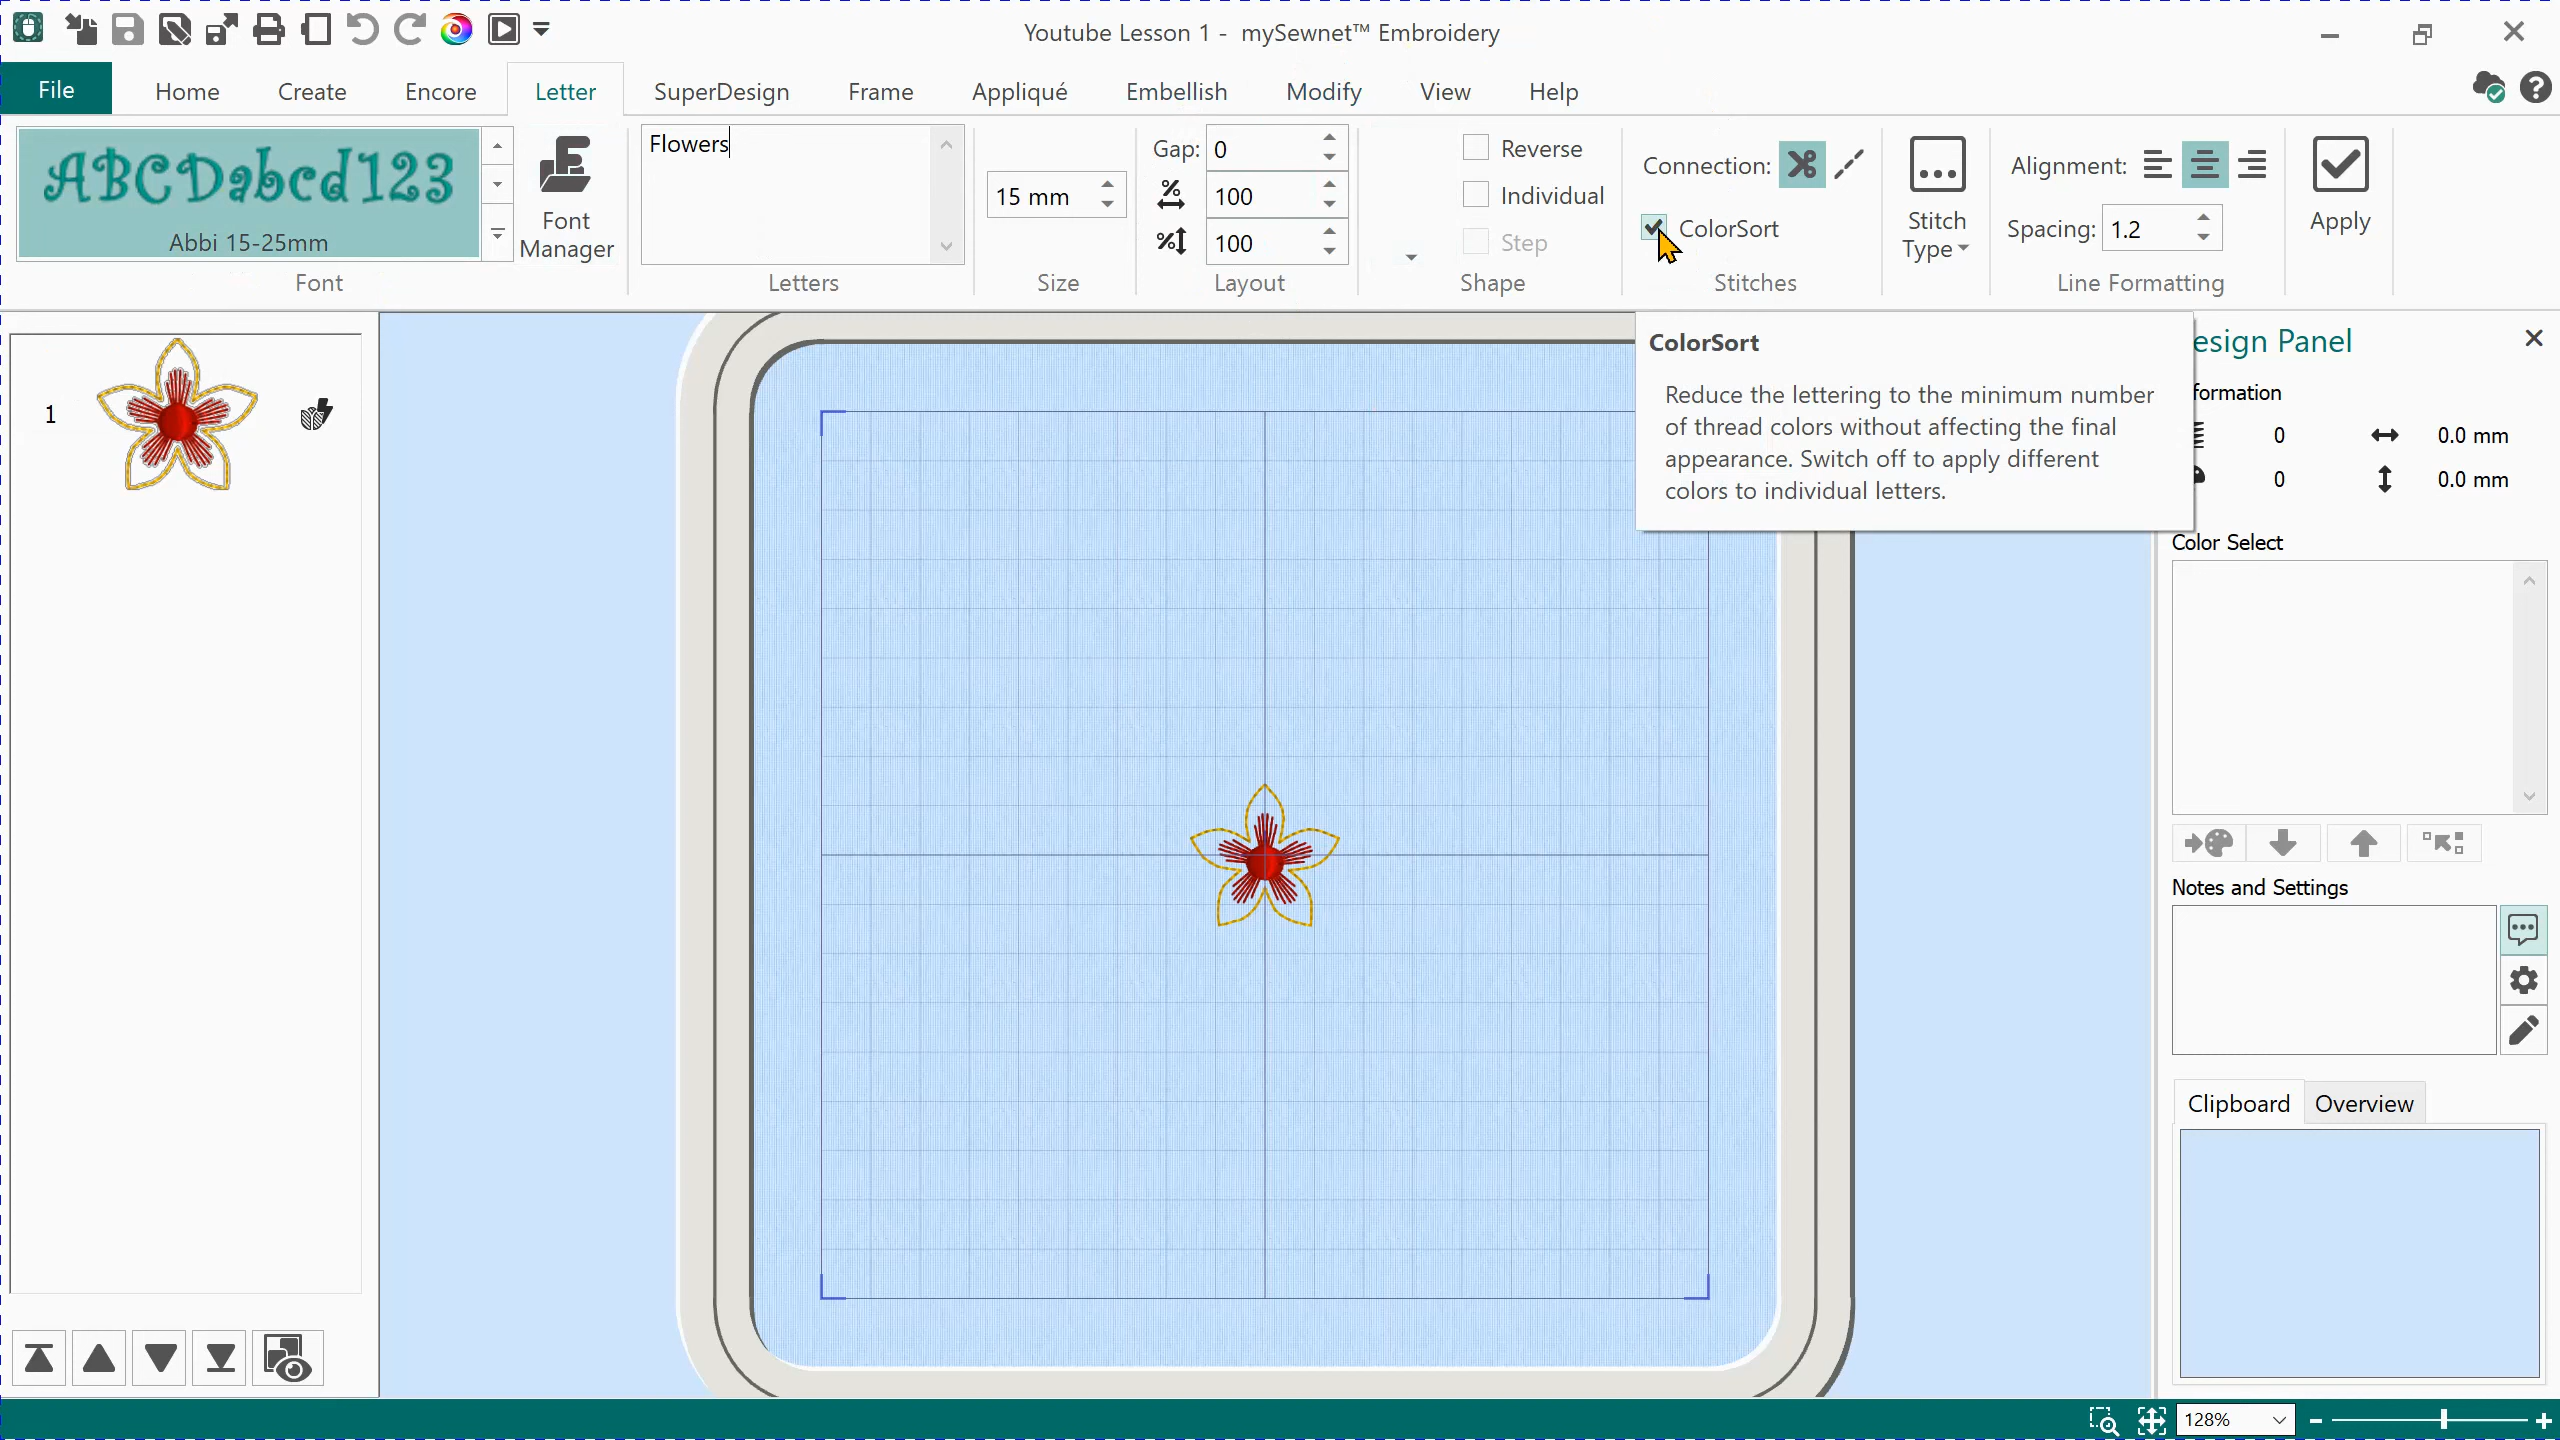 Youtube Lesson 1 - mySewnet™ Embroidery
File Home Create Encore Letter SuperDesign Frame Appliqué Embellish Modify View Help
ABCDabcd123
Abbi 15-25mm
Font
Manager
Font
Flowers
Letters
15 mm
Size
Gap: 0
100
100
Layout
Reverse
Individual
Step
Shape
Connection:
ColorSort
Stitches
Stitch
Type
Alignment:
Spacing: 1.2
Line Formatting
Apply
ColorSort
Reduce the lettering to the minimum number
of thread colors without affecting the final
appearance. Switch off to apply different
colors to individual letters.
1
esign Panel
formation
0 0.0 mm
0 0.0 mm
Color Select
Notes and Settings
Clipboard Overview
128%